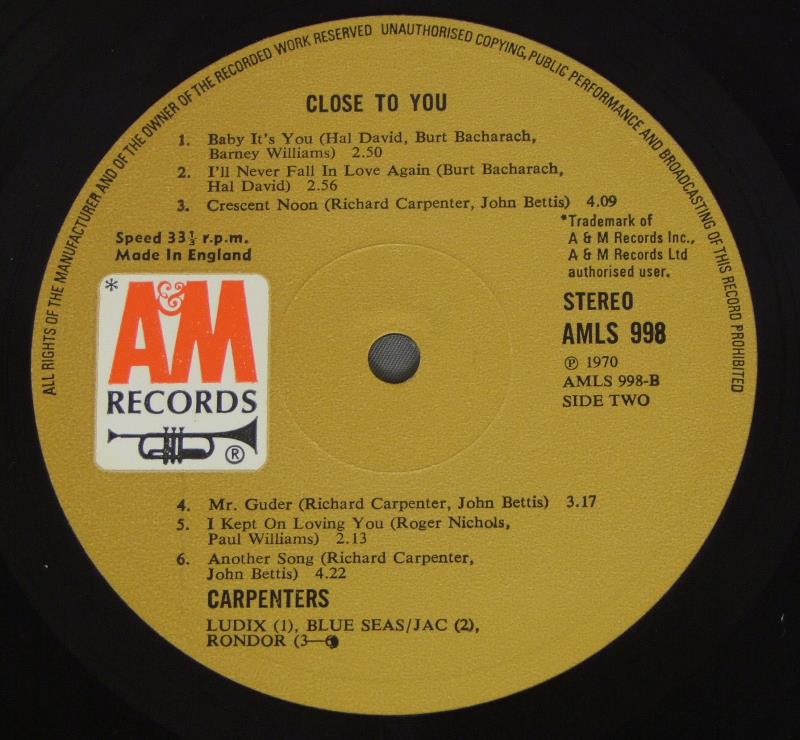 ALL RIGHTS OF THE MANUFACTURER AND OF THE OWNER OF THE RECORDED WORK RESERVED UNAUTHORISED COPYING, PUBLIC PERFORMANCE AND BROADCASTING OF THIS RECORD PROHIBITED
CLOSE TO YOU
1. Baby It's You (Hal David, Burt Bacharach,
Barney Williams) 2.50
2. I'll Never Fall In Love Again (Burt Bacharach,
Hal David) 2.56
3. Crescent Noon (Richard Carpenter, John Bettis) 4.09
Speed 33⅓ r.p.m.
Made In England
*Trademark of
A & M Records Inc.,
A & M Records Ltd
authorised user.
* A&M
RECORDS
®
STEREO
AMLS 998
℗ 1970
AMLS 998-B
SIDE TWO
4. Mr. Guder (Richard Carpenter, John Bettis) 3.17
5. I Kept On Loving You (Roger Nichols,
Paul Williams) 2.13
6. Another Song (Richard Carpenter,
John Bettis) 4.22
CARPENTERS
LUDIX (1), BLUE SEAS/JAC (2),
RONDOR (3—